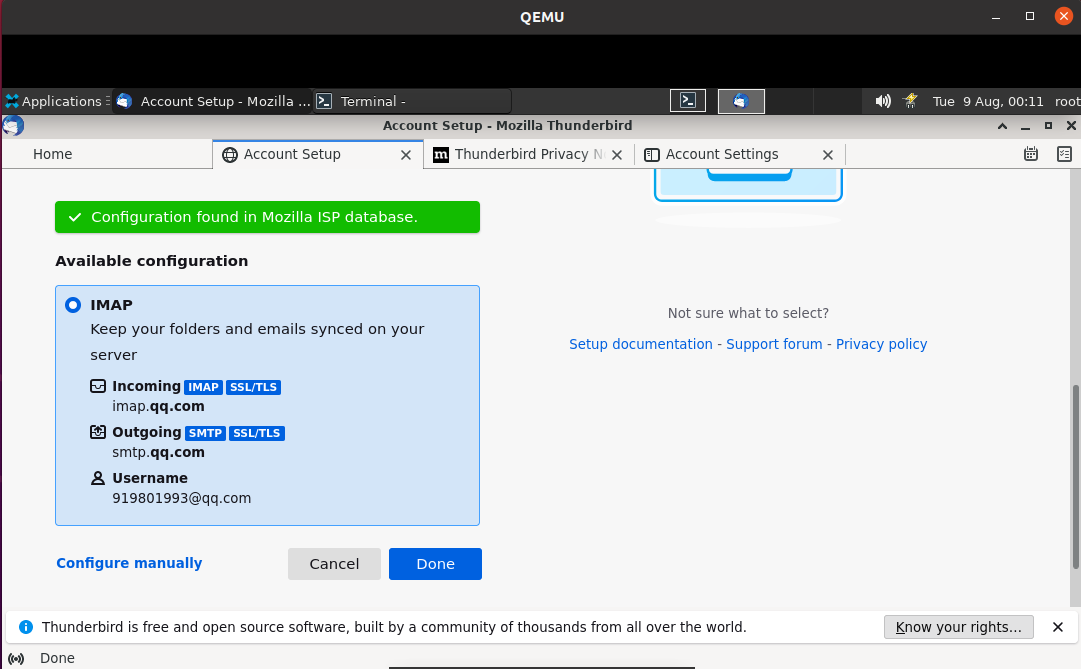 QEMU
Applications
Account Setup - Mozilla ...
Terminal -
Tue 9 Aug, 00:11
root
Account Setup - Mozilla Thunderbird
Home
Account Setup
Thunderbird Privacy N
Account Settings
Configuration found in Mozilla ISP database.
Available configuration
IMAP
Keep your folders and emails synced on your
server
Incoming IMAP SSL/TLS
imap.qq.com
Outgoing SMTP SSL/TLS
smtp.qq.com
Username
919801993@qq.com
Configure manually
Cancel
Done
Not sure what to select?
Setup documentation - Support forum - Privacy policy
Thunderbird is free and open source software, built by a community of thousands from all over the world.
Know your rights...
Done